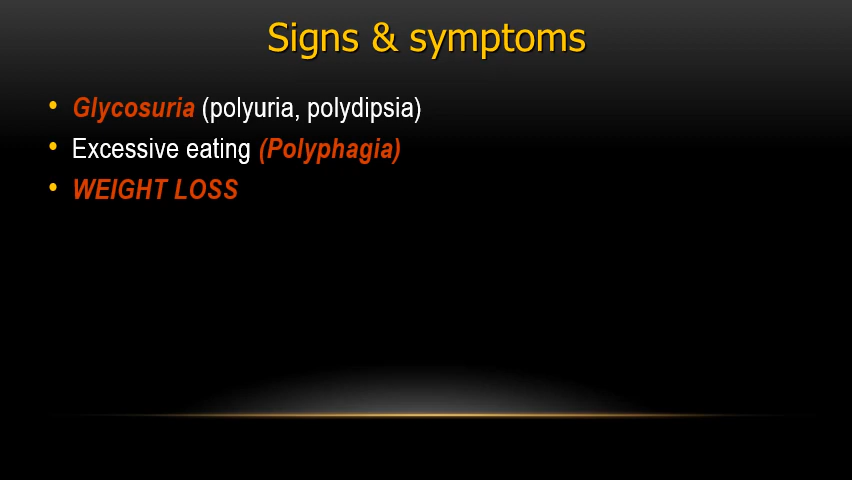 Signs & symptoms
• Glycosuria (polyuria, polydipsia)
• Excessive eating (Polyphagia)
• WEIGHT LOSS